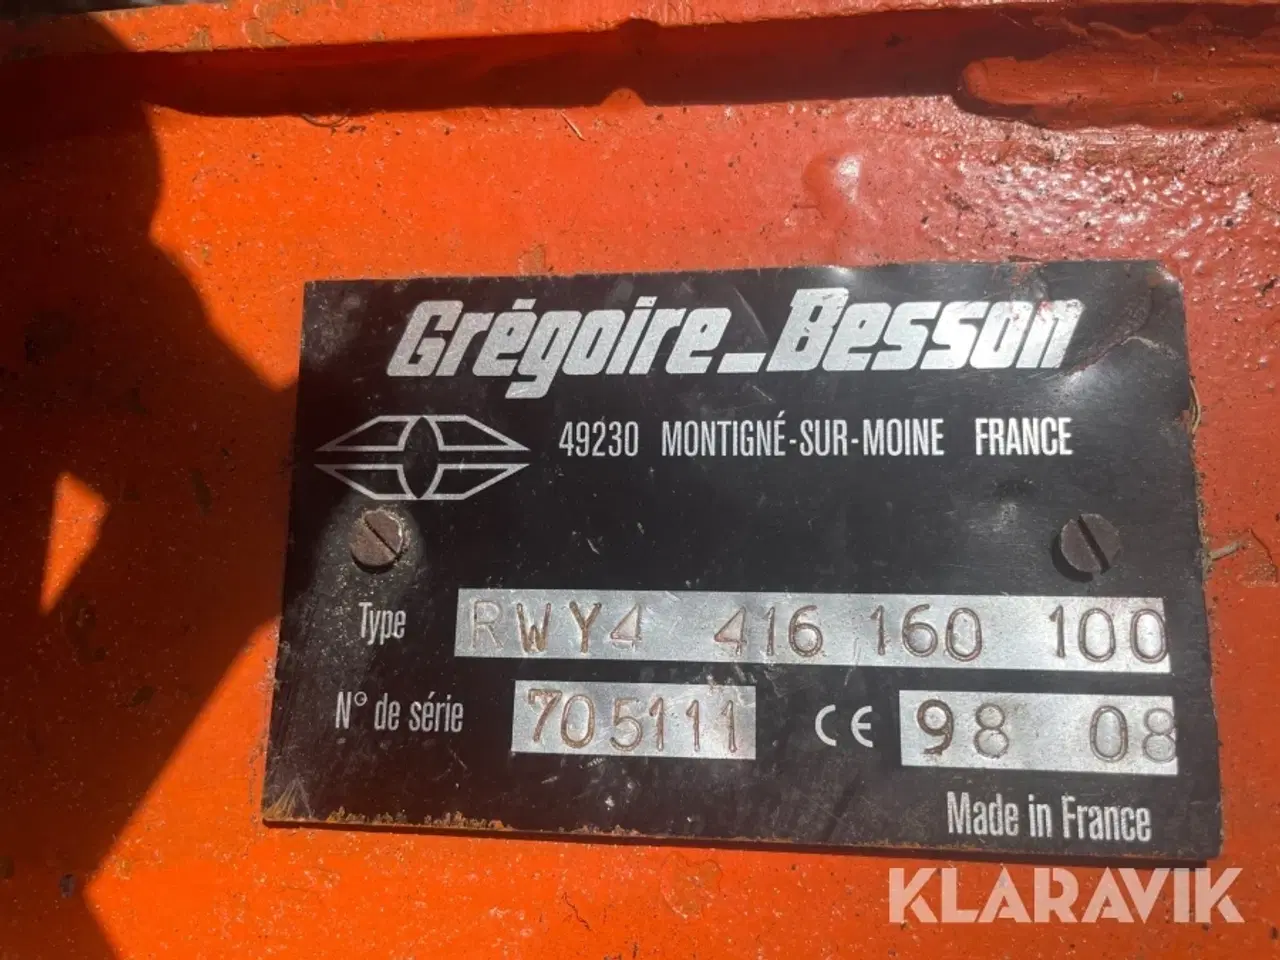 Grégoire_Besson
49230 MONTIGNÉ-SUR-MOINE FRANCE
Type RWY4 416 160 100
N° de série 705111 CE 98 08
Made in France
KLARAVIK